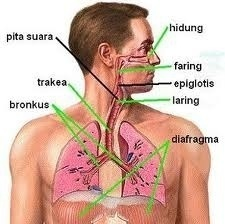 hidung
pita suara
faring
trakea
epiglotis
bronkus
laring
diafragma